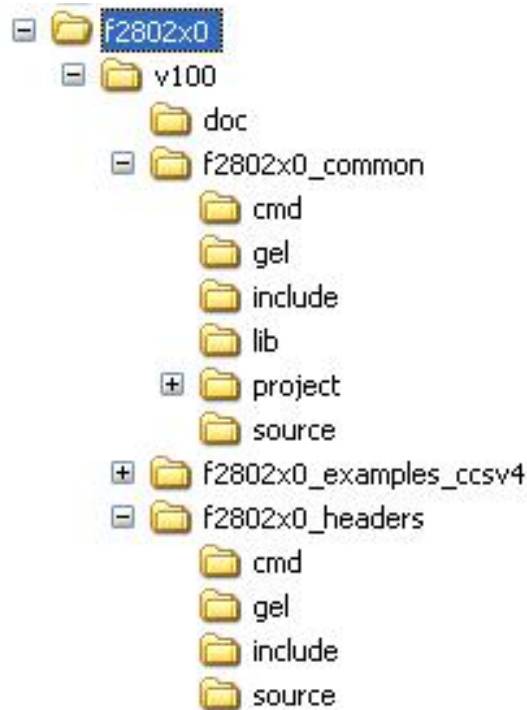 f2802x0
v100
doc
f2802x0_common
cmd
gel
include
lib
project
source
f2802x0_examples_ccsv4
f2802x0_headers
cmd
gel
include
source